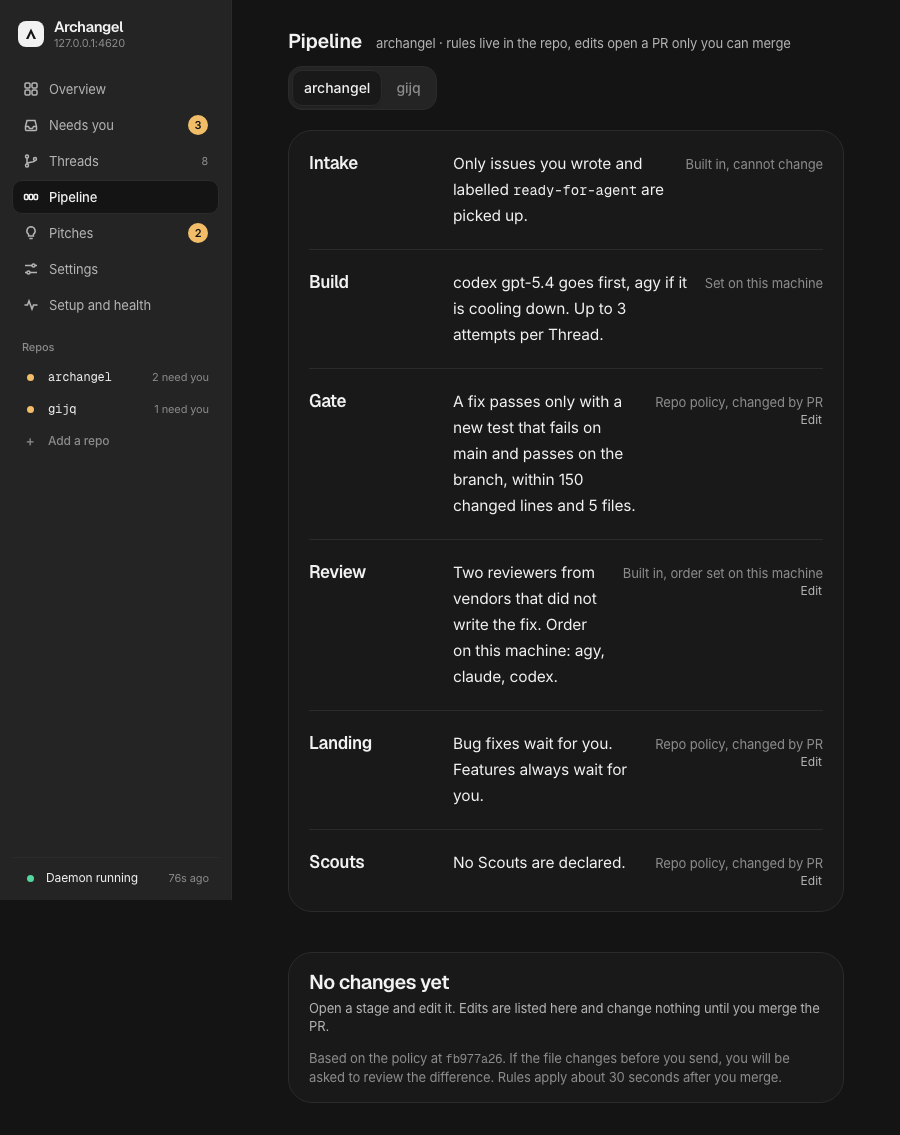 Archangel
127.0.0.1:4620
Overview
Needs you 3
Threads 8
Pipeline
Pitches 2
Settings
Setup and health
Repos
archangel 2 need you
gijq 1 need you
+ Add a repo
Daemon running 76s ago
Pipeline archangel · rules live in the repo, edits open a PR only you can merge
archangel gijq
Intake Only issues you wrote and Built in, cannot change
labelled ready-for-agent are
picked up.
Build codex gpt-5.4 goes first, agy if it Set on this machine
is cooling down. Up to 3
attempts per Thread.
Gate A fix passes only with a Repo policy, changed by PR
new test that fails on Edit
main and passes on the
branch, within 150
changed lines and 5 files.
Review Two reviewers from Built in, order set on this machine
vendors that did not Edit
write the fix. Order
on this machine: agy,
claude, codex.
Landing Bug fixes wait for you. Repo policy, changed by PR
Features always wait for Edit
you.
Scouts No Scouts are declared. Repo policy, changed by PR
Edit
No changes yet
Open a stage and edit it. Edits are listed here and change nothing until you merge the
PR.
Based on the policy at fb977a26. If the file changes before you send, you will be
asked to review the difference. Rules apply about 30 seconds after you merge.